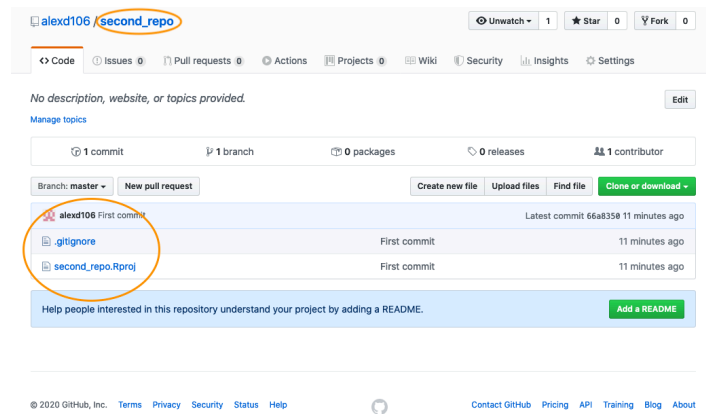 alexd106 / second_repo Unwatch 1 Star 0 Fork 0
Code Issues 0 Pull requests 0 Actions Projects 0 Wiki Security Insights Settings
No description, website, or topics provided. Edit
Manage topics
1 commit 1 branch 0 packages 0 releases 1 contributor
Branch: master New pull request Create new file Upload files Find file Clone or download
alexd106 First commit Latest commit 66a8350 11 minutes ago
.gitignore First commit 11 minutes ago
second_repo.Rproj First commit 11 minutes ago
Help people interested in this repository understand your project by adding a README. Add a README
© 2020 GitHub, Inc. Terms Privacy Security Status Help Contact GitHub Pricing API Training Blog About